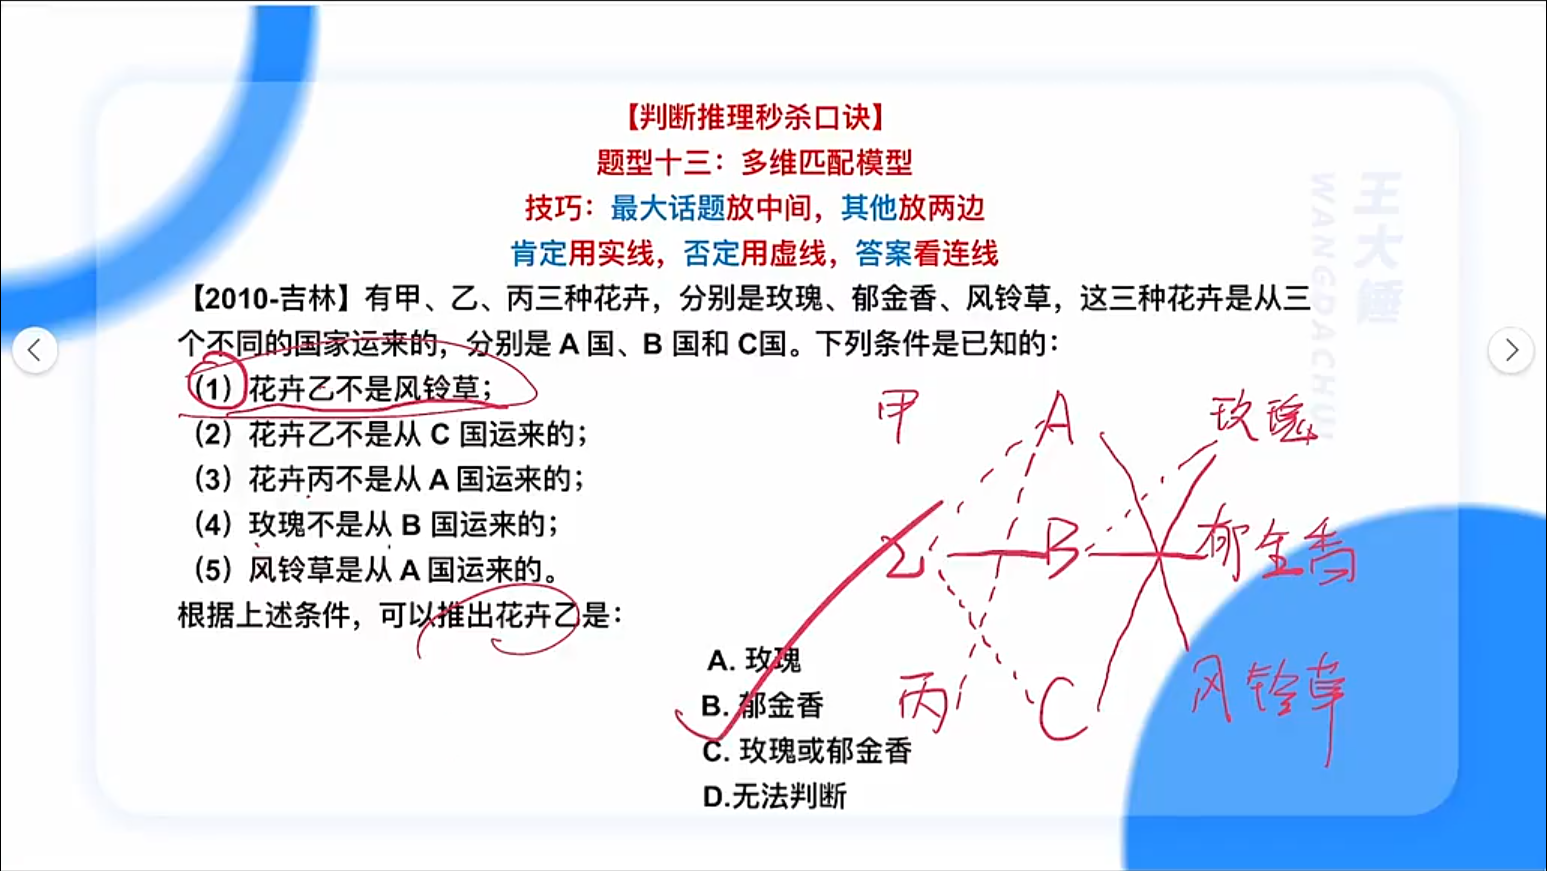 【判断推理秒杀口诀】
题型十三：多维匹配模型
技巧：最大话题放中间，其他放两边
肯定用实线，否定用虚线，答案看连线
【2010-吉林】有甲、乙、丙三种花卉，分别是玫瑰、郁金香、风铃草，这三种花卉是从三
个不同的国家运来的，分别是 A 国、B 国和 C国。下列条件是已知的：
（1）花卉乙不是风铃草；
（2）花卉乙不是从 C 国运来的；
（3）花卉丙不是从 A 国运来的；
（4）玫瑰不是从 B 国运来的；
（5）风铃草是从 A 国运来的。
根据上述条件，可以推出花卉乙是：
A. 玫瑰
B. 郁金香
C. 玫瑰或郁金香
D.无法判断
甲 A 玫瑰
乙 B 郁金香
丙 C 风铃草
王大锤
WANGDACHUI